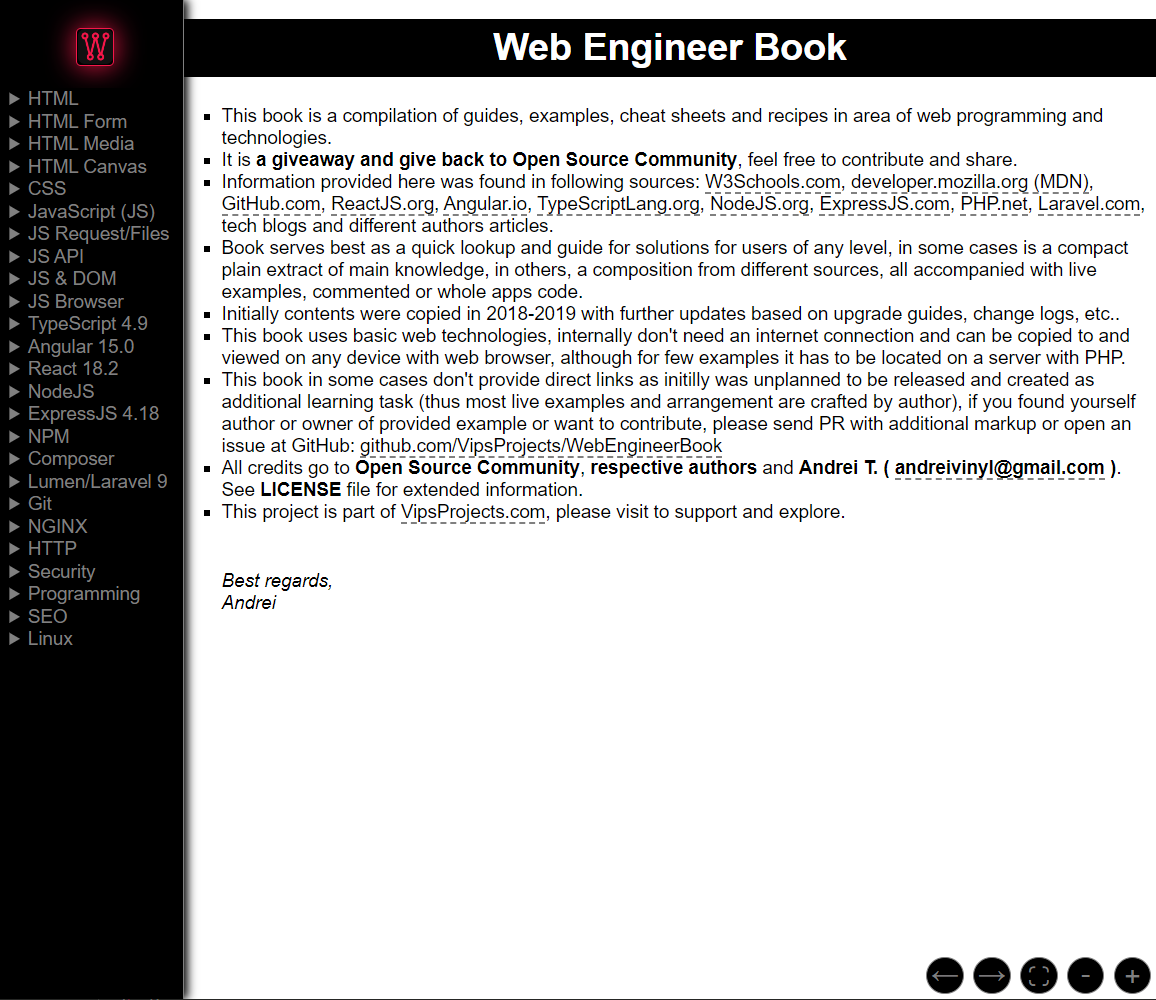 W
HTML
HTML Form
HTML Media
HTML Canvas
CSS
JavaScript (JS)
JS Request/Files
JS API
JS & DOM
JS Browser
TypeScript 4.9
Angular 15.0
React 18.2
NodeJS
ExpressJS 4.18
NPM
Composer
Lumen/Laravel 9
Git
NGINX
HTTP
Security
Programming
SEO
Linux
Web Engineer Book
This book is a compilation of guides, examples, cheat sheets and recipes in area of web programming and
technologies.
It is a giveaway and give back to Open Source Community, feel free to contribute and share.
Information provided here was found in following sources: W3Schools.com, developer.mozilla.org (MDN),
GitHub.com, ReactJS.org, Angular.io, TypeScriptLang.org, NodeJS.org, ExpressJS.com, PHP.net, Laravel.com,
tech blogs and different authors articles.
Book serves best as a quick lookup and guide for solutions for users of any level, in some cases is a compact
plain extract of main knowledge, in others, a composition from different sources, all accompanied with live
examples, commented or whole apps code.
Initially contents were copied in 2018-2019 with further updates based on upgrade guides, change logs, etc..
This book uses basic web technologies, internally don't need an internet connection and can be copied to and
viewed on any device with web browser, although for few examples it has to be located on a server with PHP.
This book in some cases don't provide direct links as initilly was unplanned to be released and created as
additional learning task (thus most live examples and arrangement are crafted by author), if you found yourself
author or owner of provided example or want to contribute, please send PR with additional markup or open an
issue at GitHub: github.com/VipsProjects/WebEngineerBook
All credits go to Open Source Community, respective authors and Andrei T. ( andreivinyl@gmail.com ).
See LICENSE file for extended information.
This project is part of VipsProjects.com, please visit to support and explore.
Best regards,
Andrei
- +